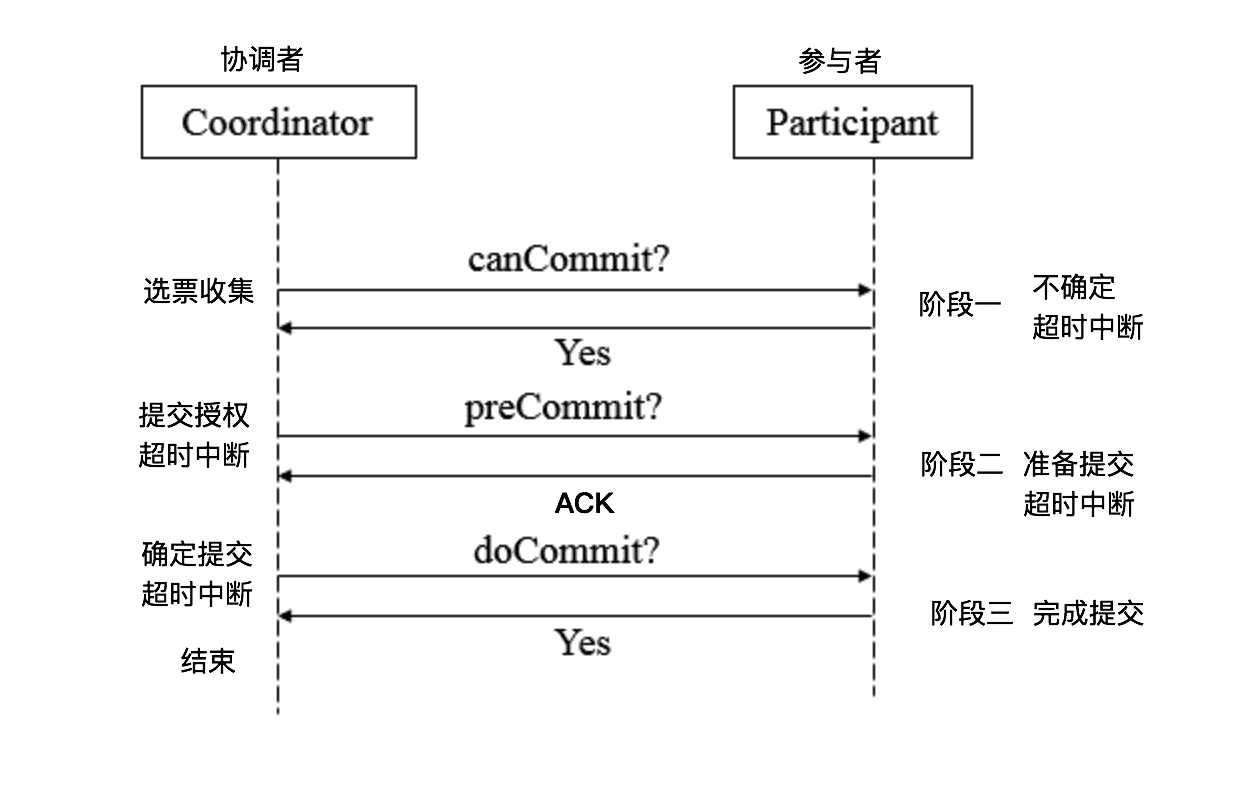 协调者
参与者
Coordinator
Participant
canCommit?
选票收集
阶段一
不确定
超时中断
Yes
preCommit?
提交授权
超时中断
阶段二
准备提交
超时中断
ACK
doCommit?
确定提交
超时中断
阶段三
完成提交
Yes
结束